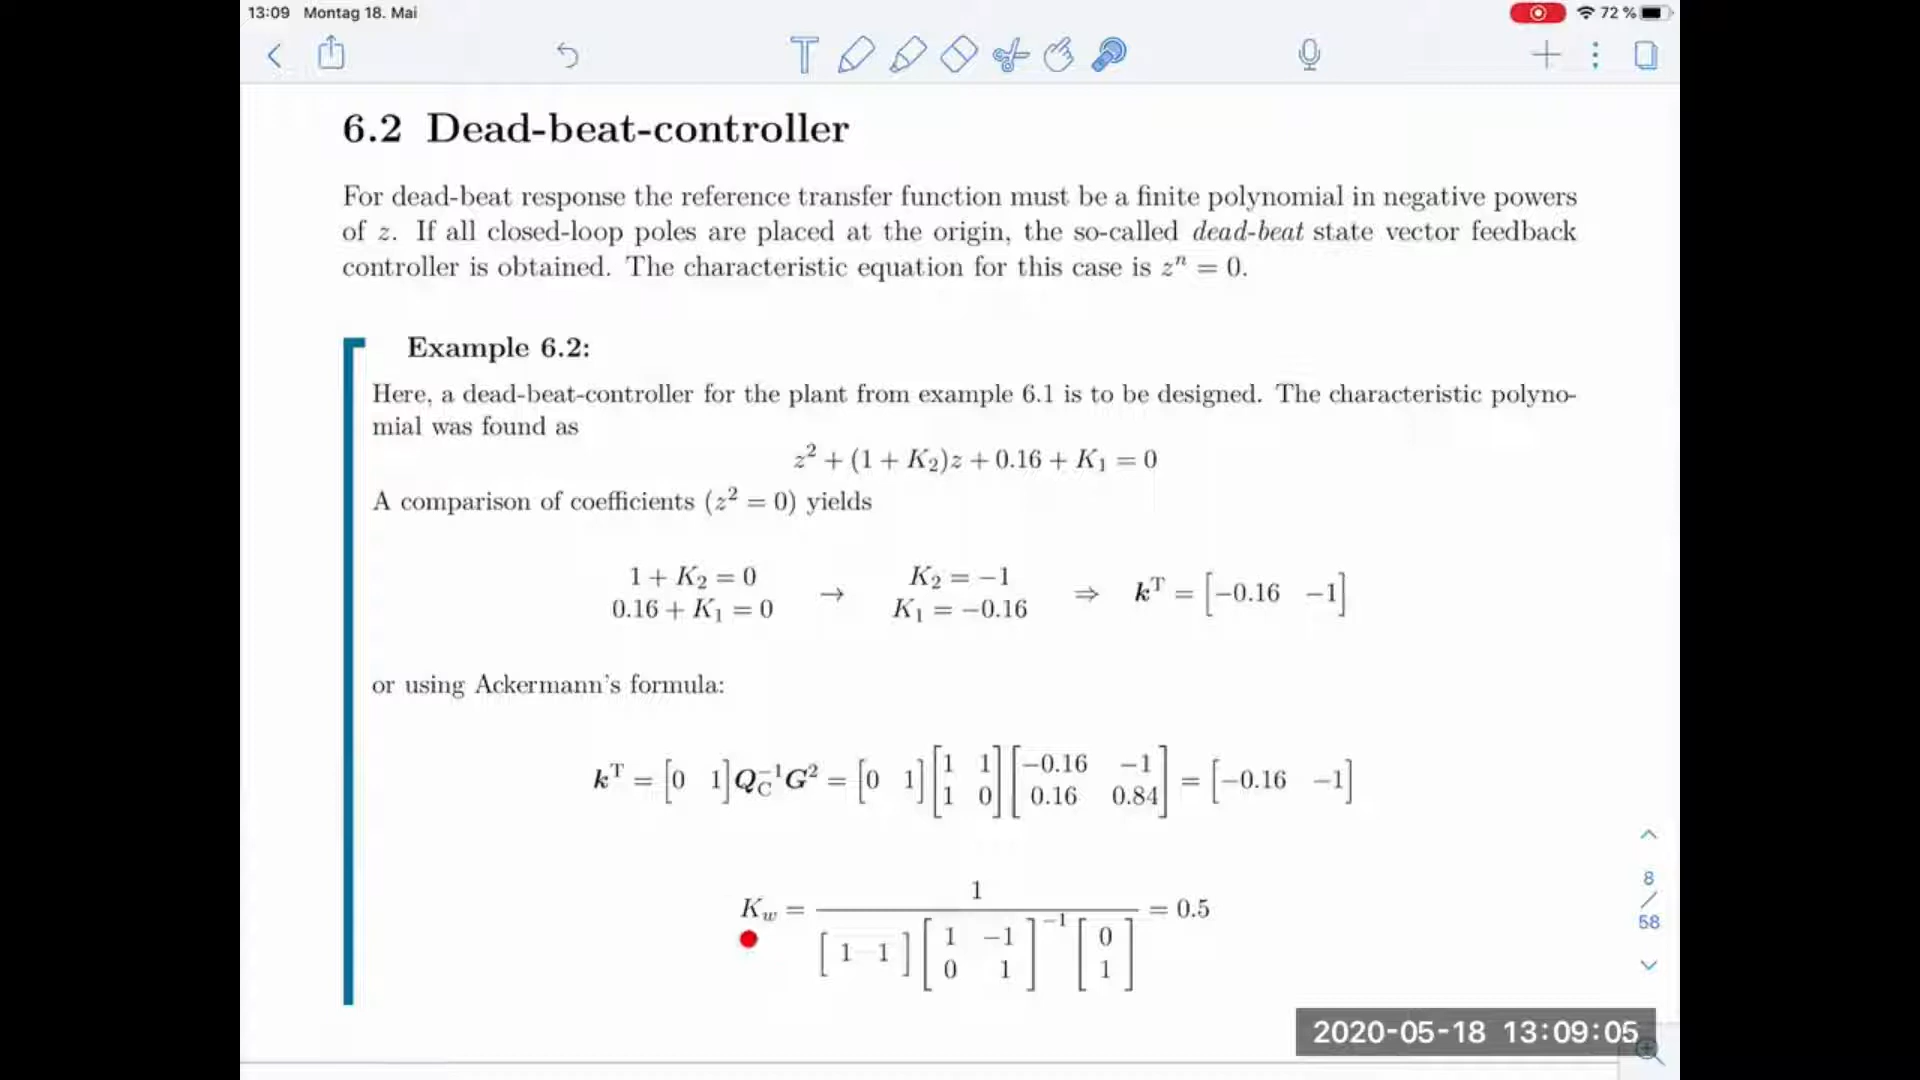 13:09 Montag 18. Mai
72 %
6.2 Dead-beat-controller
For dead-beat response the reference transfer function must be a finite polynomial in negative powers
of z. If all closed-loop poles are placed at the origin, the so-called dead-beat state vector feedback
controller is obtained. The characteristic equation for this case is zⁿ = 0.
Example 6.2:
Here, a dead-beat-controller for the plant from example 6.1 is to be designed. The characteristic polyno-
mial was found as
z² + (1 + K₂)z + 0.16 + K₁ = 0
A comparison of coefficients (z² = 0) yields
1 + K₂ = 0 K₂ = −1
→ ⇒ kᵀ = [−0.16 −1]
0.16 + K₁ = 0 K₁ = −0.16
or using Ackermann's formula:
kᵀ = [0 1]Q_C⁻¹G² = [0 1][1 1; 1 0][−0.16 −1; 0.16 0.84] = [−0.16 −1]
1
K_w = = 0.5
[ 1 1 ][1 −1; 0 1]⁻¹[0; 1]
8
/
58
2020-05-18 13:09:05